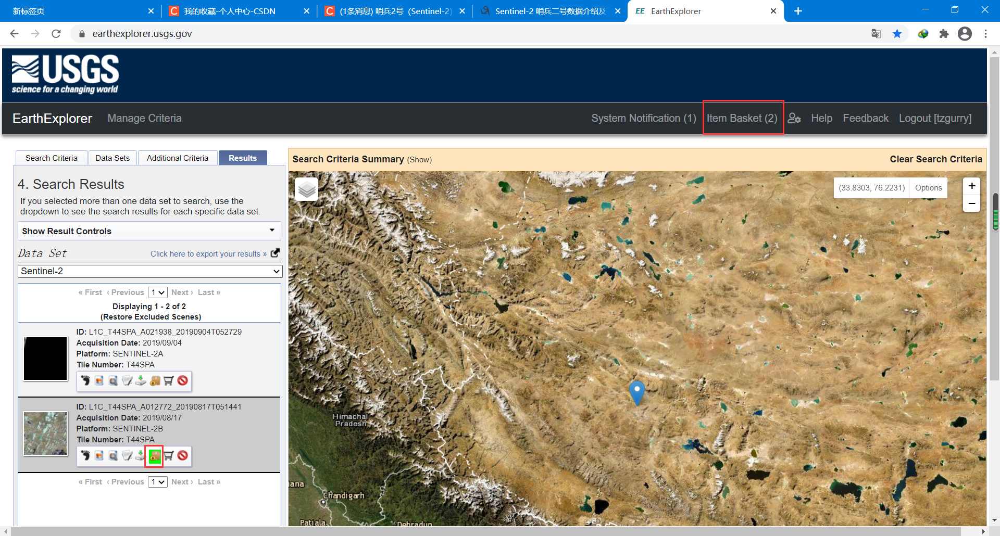 新标签页
我的收藏-个人中心-CSDN
(1条消息) 哨兵2号（Sentinel-2）
Sentinel-2 哨兵二号数据介绍及
EE EarthExplorer
earthexplorer.usgs.gov
USGS
science for a changing world
EarthExplorer
Manage Criteria
System Notification (1)
Item Basket (2)
Help
Feedback
Logout [tzgurry]
Search Criteria
Data Sets
Additional Criteria
Results
4. Search Results
If you selected more than one data set to search, use the
dropdown to see the search results for each specific data set.
Show Result Controls
Data Set
Click here to export your results »
Sentinel-2
« First ‹ Previous 1 Next › Last »
Displaying 1 - 2 of 2
(Restore Excluded Scenes)
ID: L1C_T44SPA_A021938_20190904T052729
Acquisition Date: 2019/09/04
Platform: SENTINEL-2A
Tile Number: T44SPA
ID: L1C_T44SPA_A012772_20190817T051441
Acquisition Date: 2019/08/17
Platform: SENTINEL-2B
Tile Number: T44SPA
« First ‹ Previous 1 Next › Last »
Search Criteria Summary (Show)
Clear Search Criteria
(33.8303, 76.2231)
Options
+
−
Himachal
Pradesh
iana
Chandigarh
Patiala
Dehradun